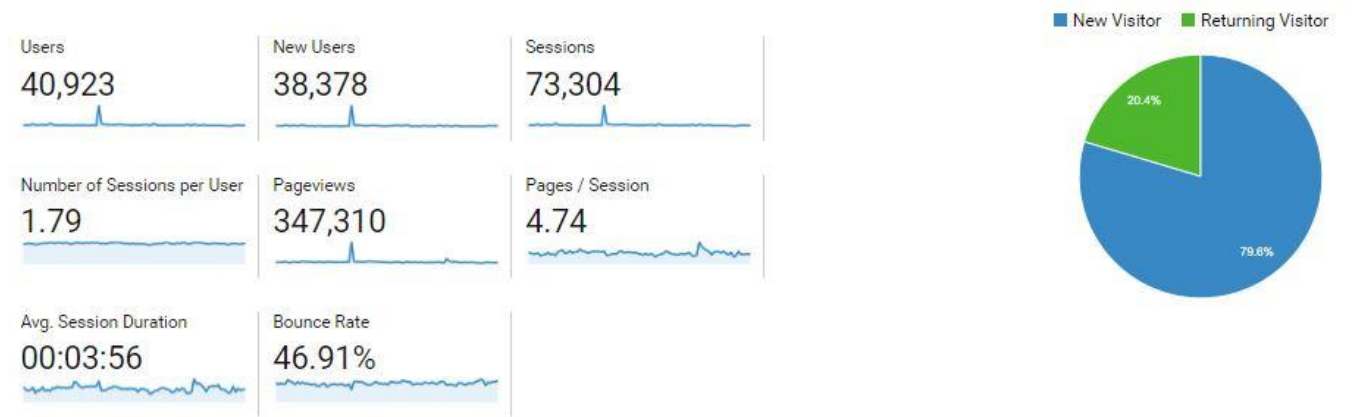 New Visitor Returning Visitor
Users New Users Sessions
40,923 38,378 73,304
20.4%
Number of Sessions per User Pageviews Pages / Session
1.79 347,310 4.74
79.6%
Avg. Session Duration Bounce Rate
00:03:56 46.91%